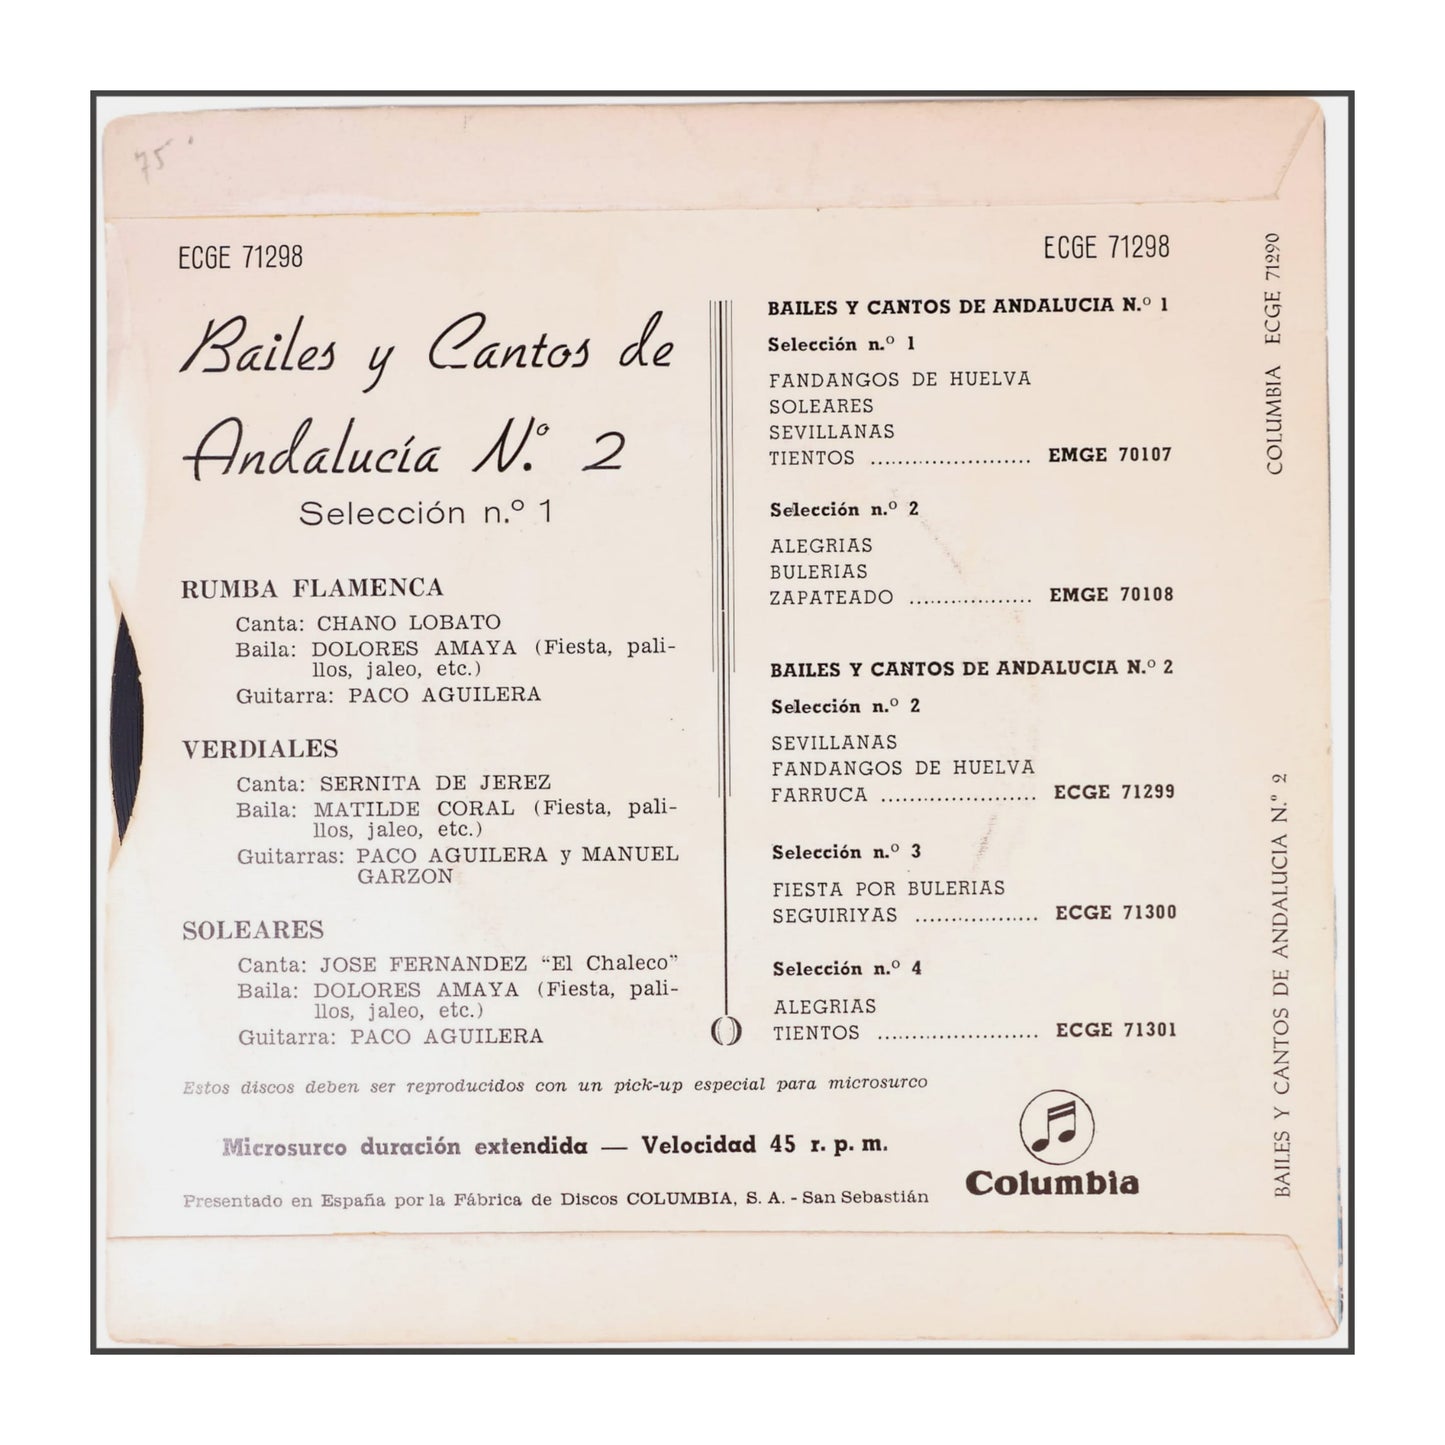 75
ECGE 71298
ECGE 71298
Bailes y Cantos de
Andalucía N.º 2
Selección n.º 1
RUMBA FLAMENCA
Canta: CHANO LOBATO
Baila: DOLORES AMAYA (Fiesta, pali-
llos, jaleo, etc.)
Guitarra: PACO AGUILERA
VERDIALES
Canta: SERNITA DE JEREZ
Baila: MATILDE CORAL (Fiesta, pali-
llos, jaleo, etc.)
Guitarras: PACO AGUILERA y MANUEL
GARZON
SOLEARES
Canta: JOSE FERNANDEZ “El Chaleco”
Baila: DOLORES AMAYA (Fiesta, pali-
llos, jaleo, etc.)
Guitarra: PACO AGUILERA
BAILES Y CANTOS DE ANDALUCIA N.º 1
Selección n.º 1
FANDANGOS DE HUELVA
SOLEARES
SEVILLANAS
TIENTOS ....................... EMGE 70107
Selección n.º 2
ALEGRIAS
BULERIAS
ZAPATEADO .................. EMGE 70108
BAILES Y CANTOS DE ANDALUCIA N.º 2
Selección n.º 2
SEVILLANAS
FANDANGOS DE HUELVA
FARRUCA ....................... ECGE 71299
Selección n.º 3
FIESTA POR BULERIAS
SEGUIRIYAS .................. ECGE 71300
Selección n.º 4
ALEGRIAS
TIENTOS ....................... ECGE 71301
Estos discos deben ser reproducidos con un pick-up especial para microsurco
Microsurco duración extendida — Velocidad 45 r. p. m.
Presentado en España por la Fábrica de Discos COLUMBIA, S. A. - San Sebastián
Columbia
COLUMBIA ECGE 71290
BAILES Y CANTOS DE ANDALUCIA N.º 2